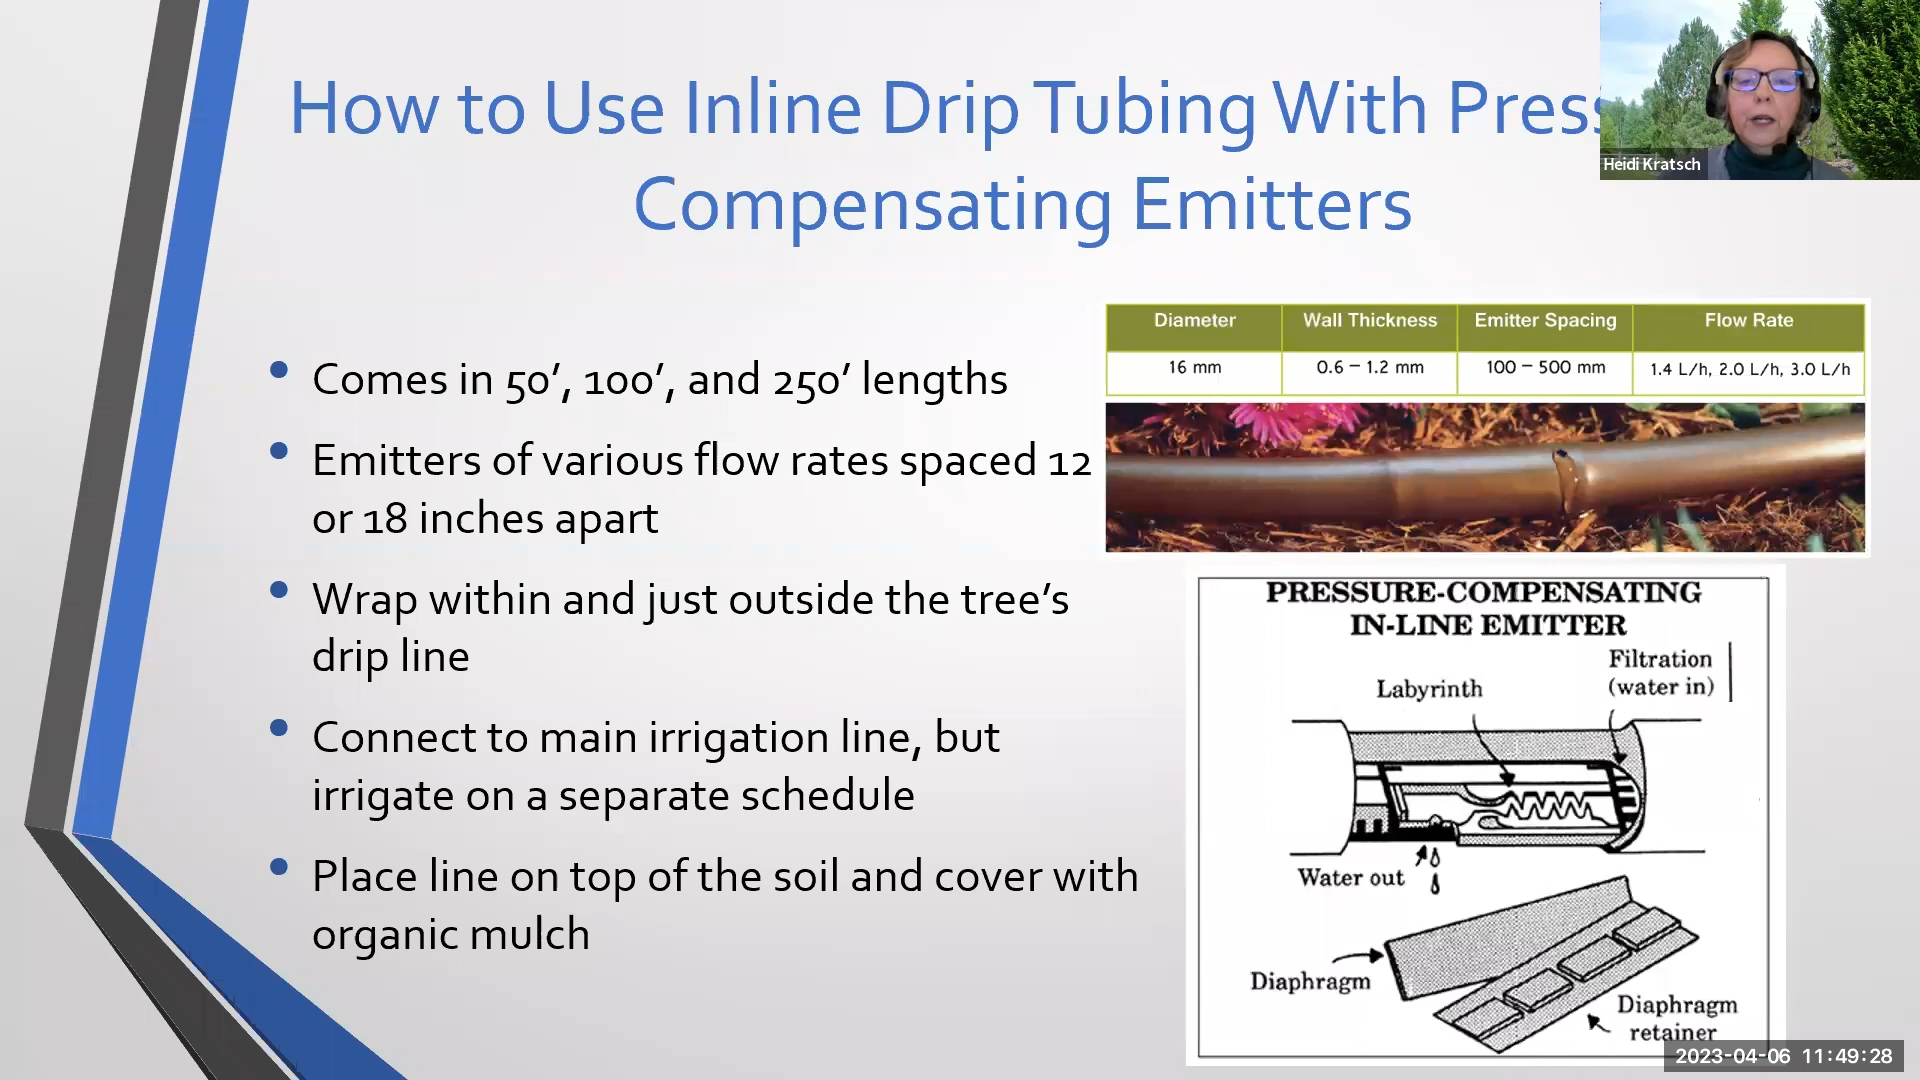 How to Use Inline Drip Tubing With Press
Compensating Emitters
Heidi Kratsch
• Comes in 50’, 100’, and 250’ lengths
• Emitters of various flow rates spaced 12
or 18 inches apart
• Wrap within and just outside the tree’s
drip line
• Connect to main irrigation line, but
irrigate on a separate schedule
• Place line on top of the soil and cover with
organic mulch
Diameter Wall Thickness Emitter Spacing Flow Rate
16 mm 0.6 – 1.2 mm 100 – 500 mm 1.4 L/h, 2.0 L/h, 3.0 L/h
PRESSURE-COMPENSATING
IN-LINE EMITTER
Filtration
(water in)
Labyrinth
Water out
Diaphragm
Diaphragm
retainer
2023-04-06 11:49:28